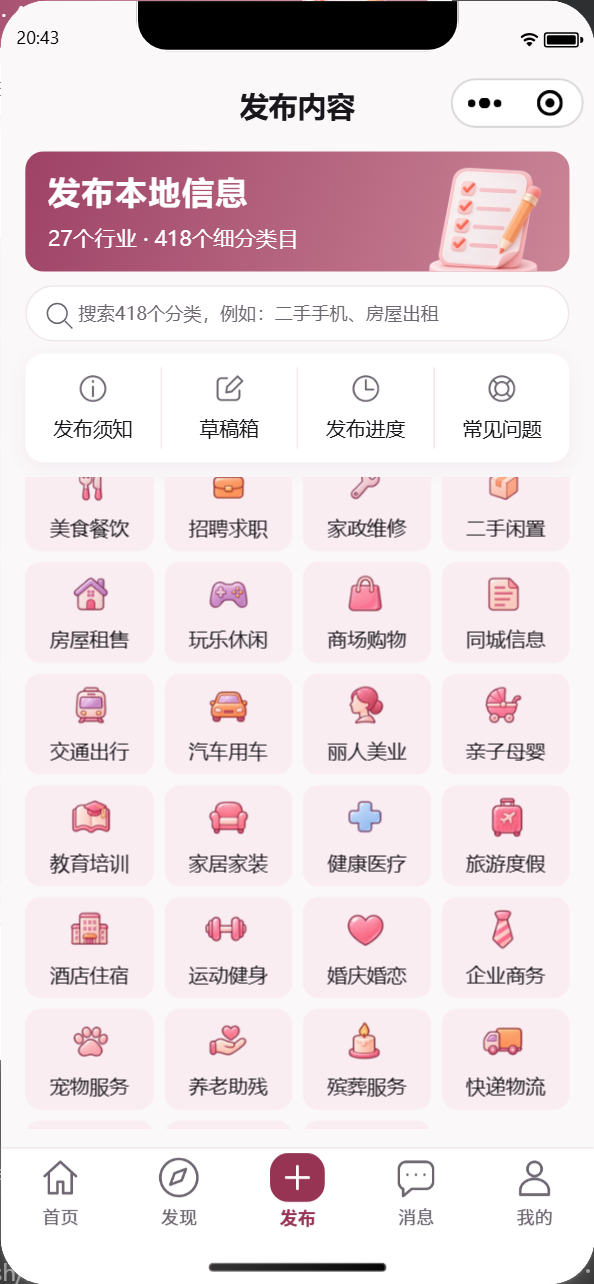 20:43
发布内容
发布本地信息
27个行业 · 418个细分类目
搜索418个分类，例如：二手手机、房屋出租
发布须知 草稿箱 发布进度 常见问题
美食餐饮 招聘求职 家政维修 二手闲置
房屋租售 玩乐休闲 商场购物 同城信息
交通出行 汽车用车 丽人美业 亲子母婴
教育培训 家居家装 健康医疗 旅游度假
酒店住宿 运动健身 婚庆婚恋 企业商务
宠物服务 养老助残 殡葬服务 快递物流
首页 发现 发布 消息 我的